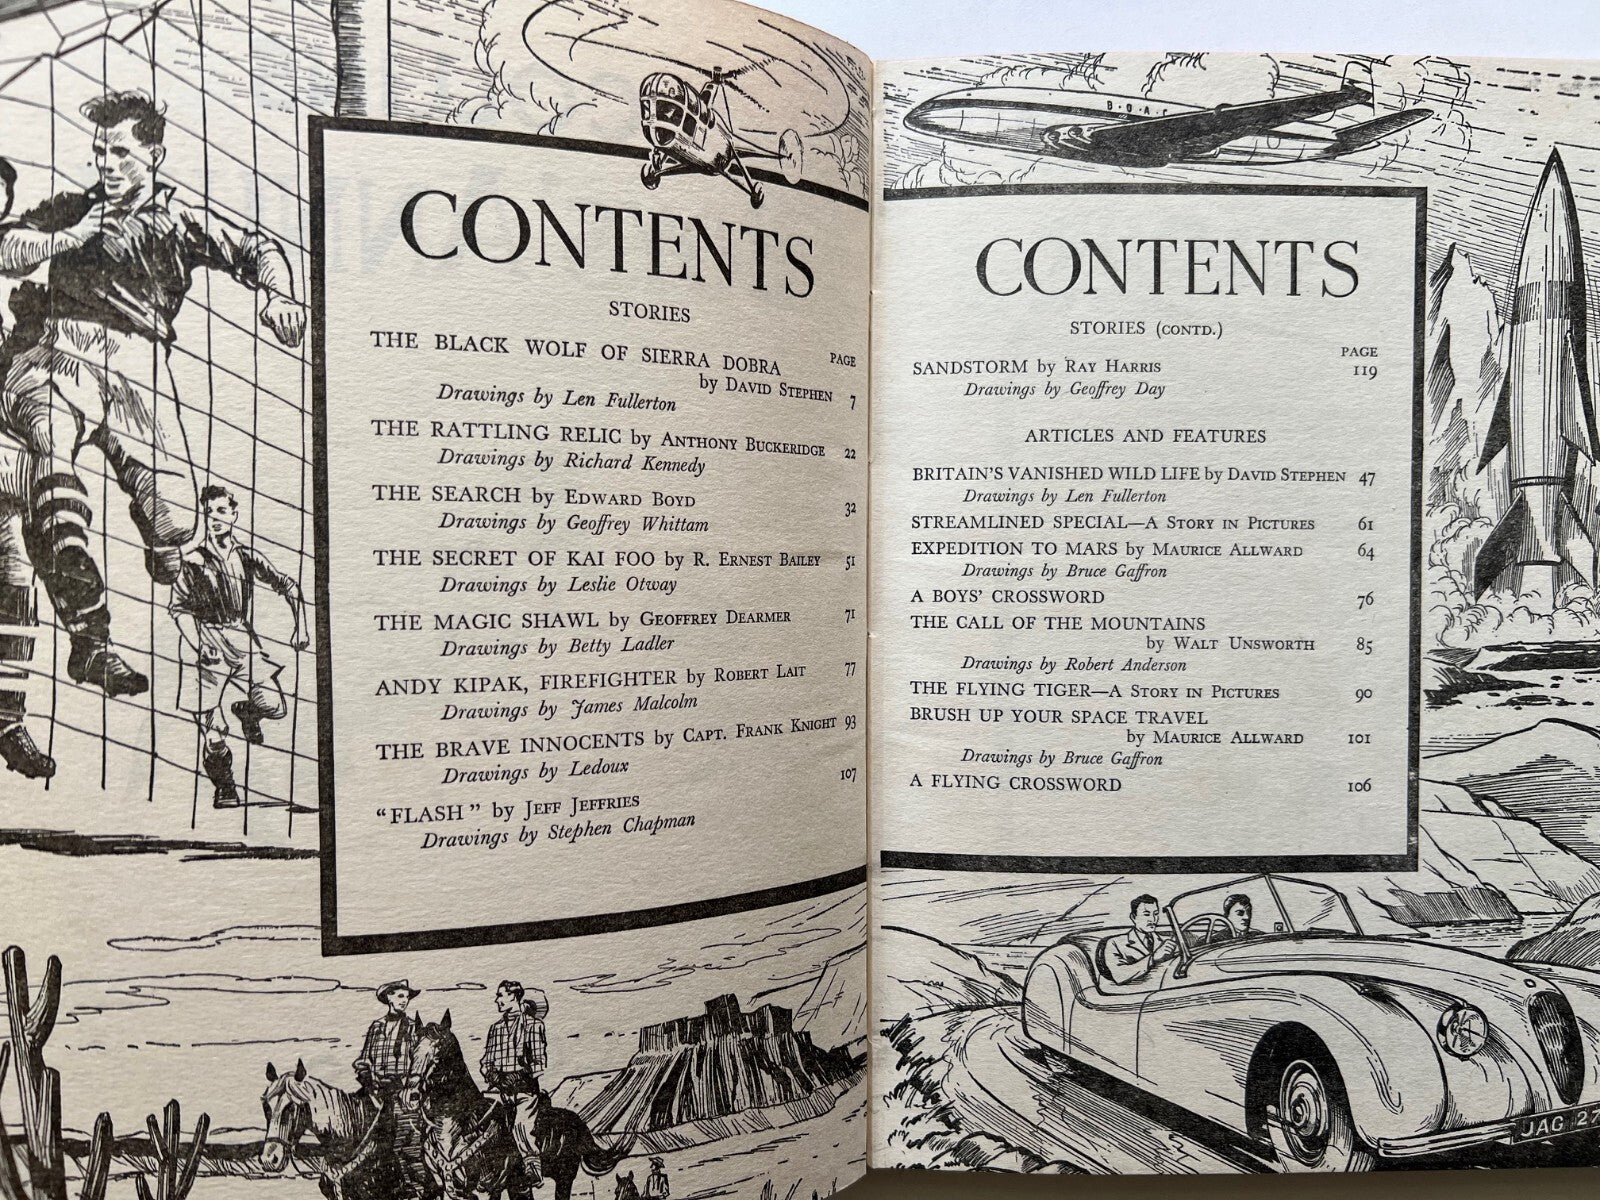 CONTENTS
STORIES
PAGE
THE BLACK WOLF OF SIERRA DOBRA
by DAVID STEPHEN 7
Drawings by Len Fullerton
THE RATTLING RELIC by ANTHONY BUCKERIDGE 22
Drawings by Richard Kennedy
THE SEARCH by EDWARD BOYD 32
Drawings by Geoffrey Whittam
THE SECRET OF KAI FOO by R. ERNEST BAILEY 51
Drawings by Leslie Otway
THE MAGIC SHAWL by GEOFFREY DEARMER 71
Drawings by Betty Ladler
ANDY KIPAK, FIREFIGHTER by ROBERT LAIT 77
Drawings by James Malcolm
THE BRAVE INNOCENTS by CAPT. FRANK KNIGHT 93
Drawings by Ledoux
"FLASH" by JEFF JEFFRIES 107
Drawings by Stephen Chapman
B·O·A·C
CONTENTS
STORIES (CONTD.)
PAGE
SANDSTORM by RAY HARRIS 119
Drawings by Geoffrey Day
ARTICLES AND FEATURES
BRITAIN'S VANISHED WILD LIFE by DAVID STEPHEN 47
Drawings by Len Fullerton
STREAMLINED SPECIAL—A STORY IN PICTURES 61
EXPEDITION TO MARS by MAURICE ALLWARD 64
Drawings by Bruce Gaffron
A BOYS' CROSSWORD 76
THE CALL OF THE MOUNTAINS
by WALT UNSWORTH 85
Drawings by Robert Anderson
THE FLYING TIGER—A STORY IN PICTURES 90
BRUSH UP YOUR SPACE TRAVEL
by MAURICE ALLWARD 101
Drawings by Bruce Gaffron
A FLYING CROSSWORD 106
JAG 27